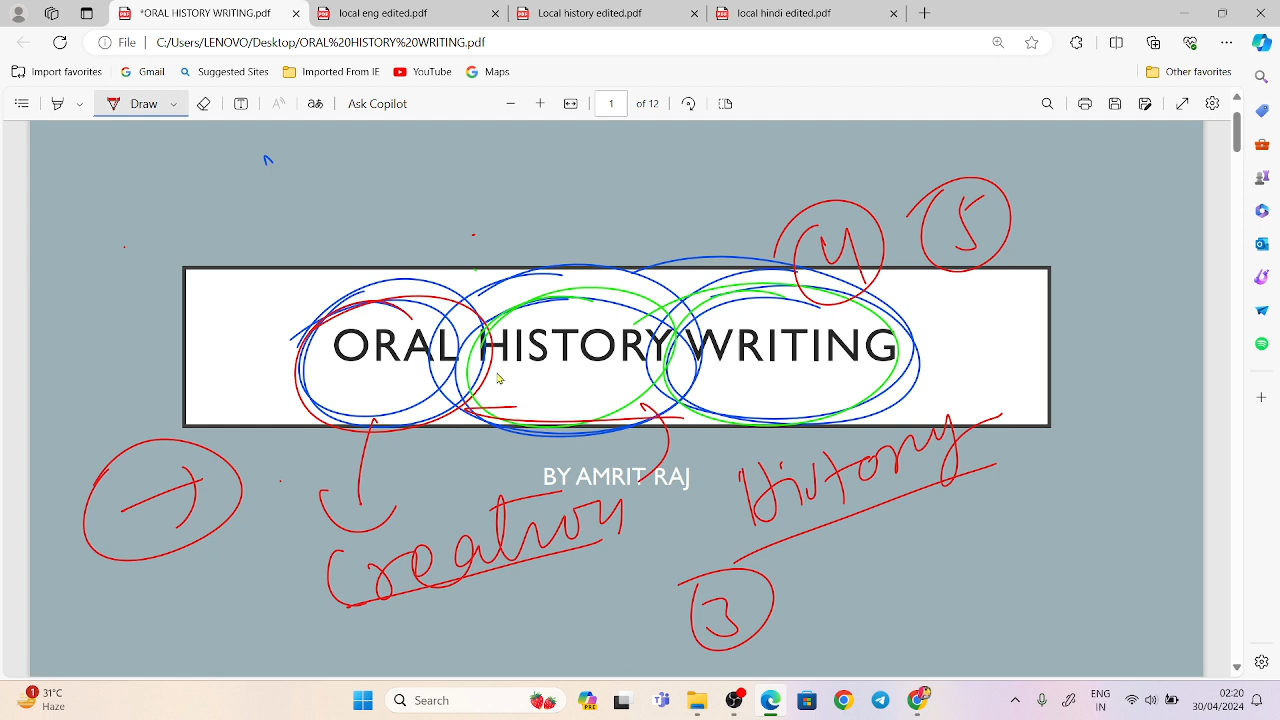 *ORAL HISTORY WRITING.pdf
local eng edited.pdf
Local history edited.pdf
local hindi editedrdf
File C:/Users/LENOVO/Desktop/ORAL%20HISTORY%20WRITING.pdf
Import favorites Gmail Suggested Sites Imported From IE YouTube Maps Other favorites
Draw Ask Copilot 1 of 12
4 5
ORAL HISTORY WRITING
BY AMRIT RAJ
History
Creation
3
1 31°C
Haze
Search
PRE
ENG
IN
02:20
30/04/2024